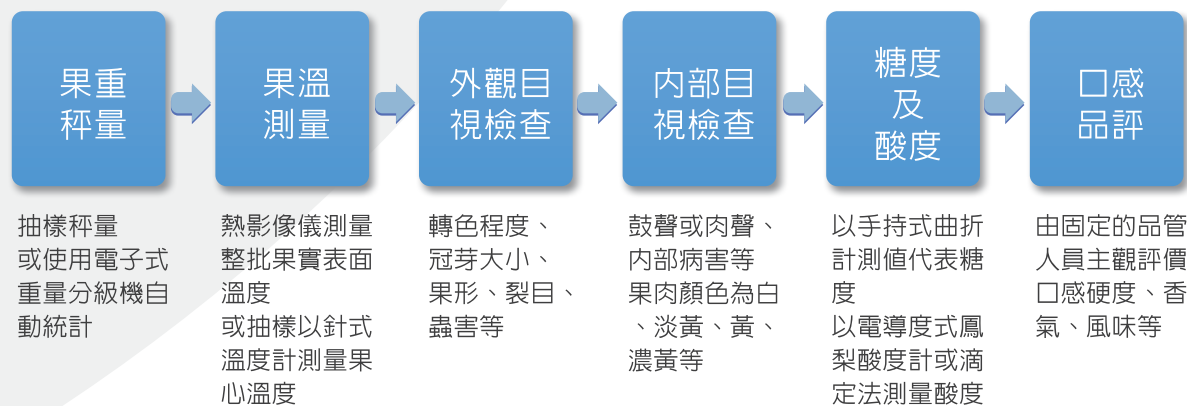 果重
秤量
果溫
測量
外觀目
視檢查
內部目
視檢查
糖度
及
酸度
口感
品評
抽樣秤量
或使用電子式
重量分級機自
動統計
熱影像儀測量
整批果實表面
溫度
或抽樣以針式
溫度計測量果
心溫度
轉色程度、
冠芽大小、
果形、裂目、
蟲害等
鼓聲或肉聲、
內部病害等
果肉顏色為白
、淡黃、黃、
濃黃等
以手持式曲折
計測值代表糖
度
以電導度式鳳
梨酸度計或滴
定法測量酸度
由固定的品管
人員主觀評價
口感硬度、香
氣、風味等